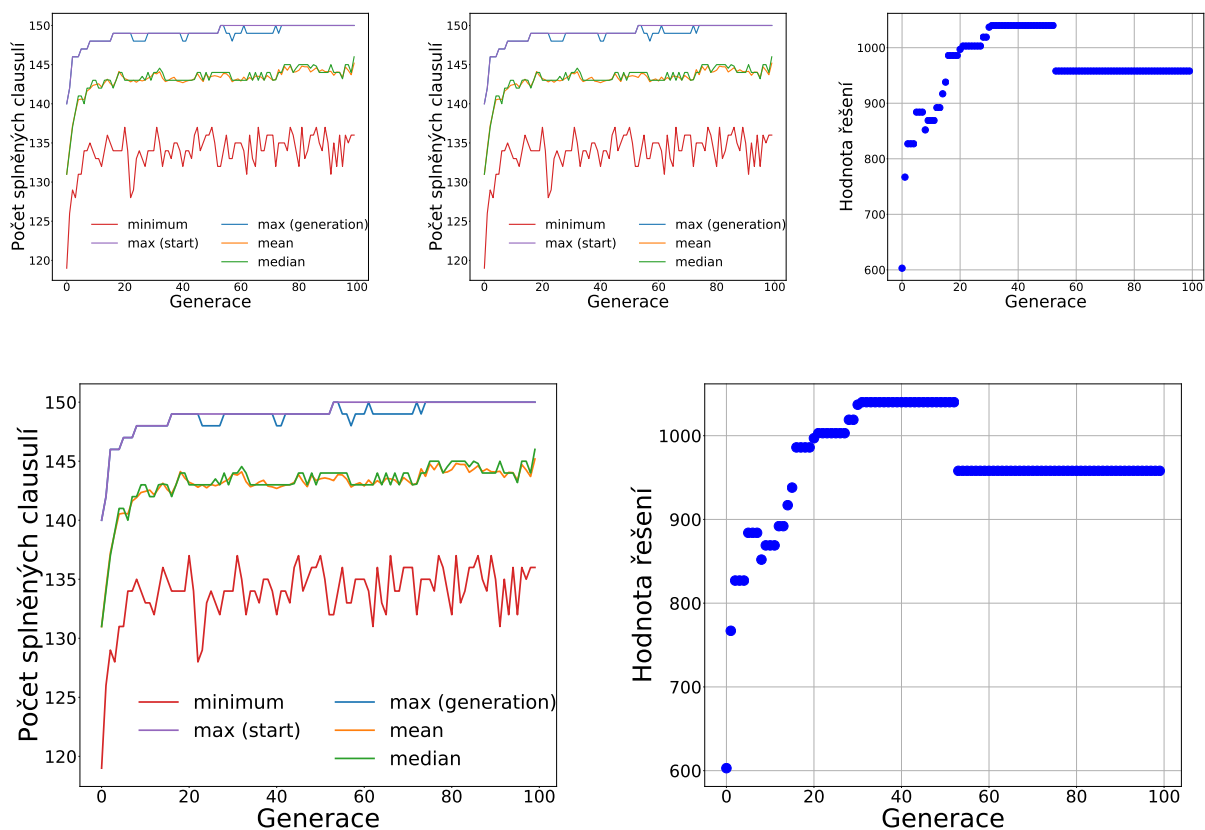 Počet splněných clausulí
150
145
140
135
130
125
120
minimum
max (start)
max (generation)
mean
median
0 20 40 60 80 100
Generace
Počet splněných clausulí
150
145
140
135
130
125
120
minimum
max (start)
max (generation)
mean
median
0 20 40 60 80 100
Generace
Hodnota řešení
1000
900
800
700
600
0 20 40 60 80 100
Generace
Počet splněných clausulí
150
145
140
135
130
125
120
minimum
max (start)
max (generation)
mean
median
0 20 40 60 80 100
Generace
Hodnota řešení
1000
900
800
700
600
0 20 40 60 80 100
Generace